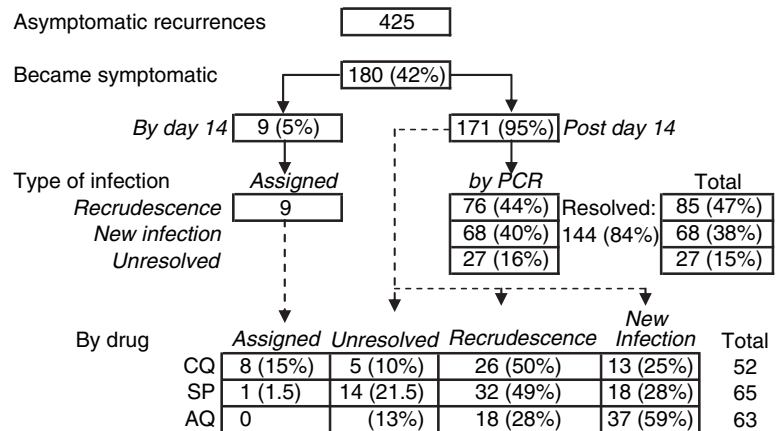 Asymptomatic recurrences 425
Became symptomatic 180 (42%)
By day 14 9 (5%) 171 (95%) Post day 14
Type of infection Assigned by PCR Total
Recrudescence 9 76 (44%) Resolved: 85 (47%)
New infection 68 (40%) 144 (84%) 68 (38%)
Unresolved 27 (16%) 27 (15%)
By drug Assigned Unresolved Recrudescence New Infection Total
CQ 8 (15%) 5 (10%) 26 (50%) 13 (25%) 52
SP 1 (1.5) 14 (21.5) 32 (49%) 18 (28%) 65
AQ 0 (13%) 18 (28%) 37 (59%) 63